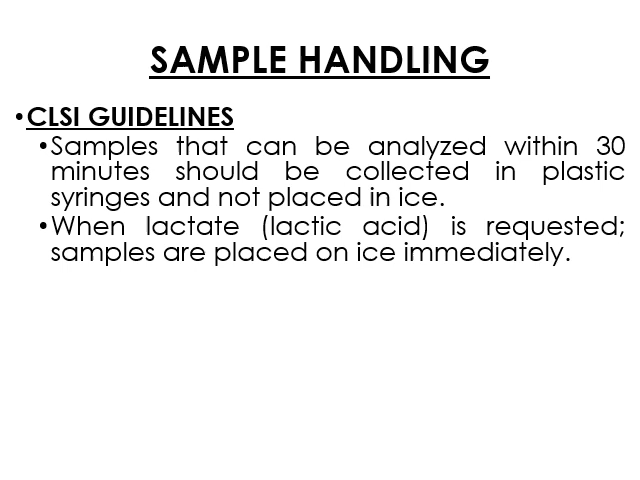 SAMPLE HANDLING
•CLSI GUIDELINES
•Samples that can be analyzed within 30
minutes should be collected in plastic
syringes and not placed in ice.
•When lactate (lactic acid) is requested;
samples are placed on ice immediately.